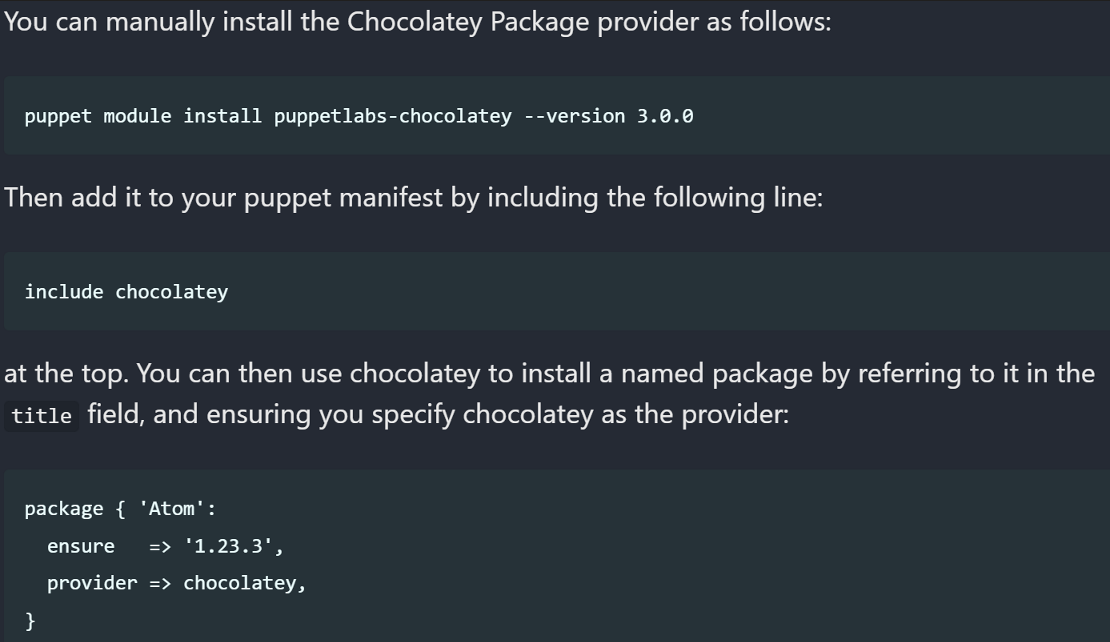 You can manually install the Chocolatey Package provider as follows:
puppet module install puppetlabs-chocolatey --version 3.0.0
Then add it to your puppet manifest by including the following line:
include chocolatey
at the top. You can then use chocolatey to install a named package by referring to it in the
title field, and ensuring you specify chocolatey as the provider:
package { 'Atom':
  ensure   => '1.23.3',
  provider => chocolatey,
}